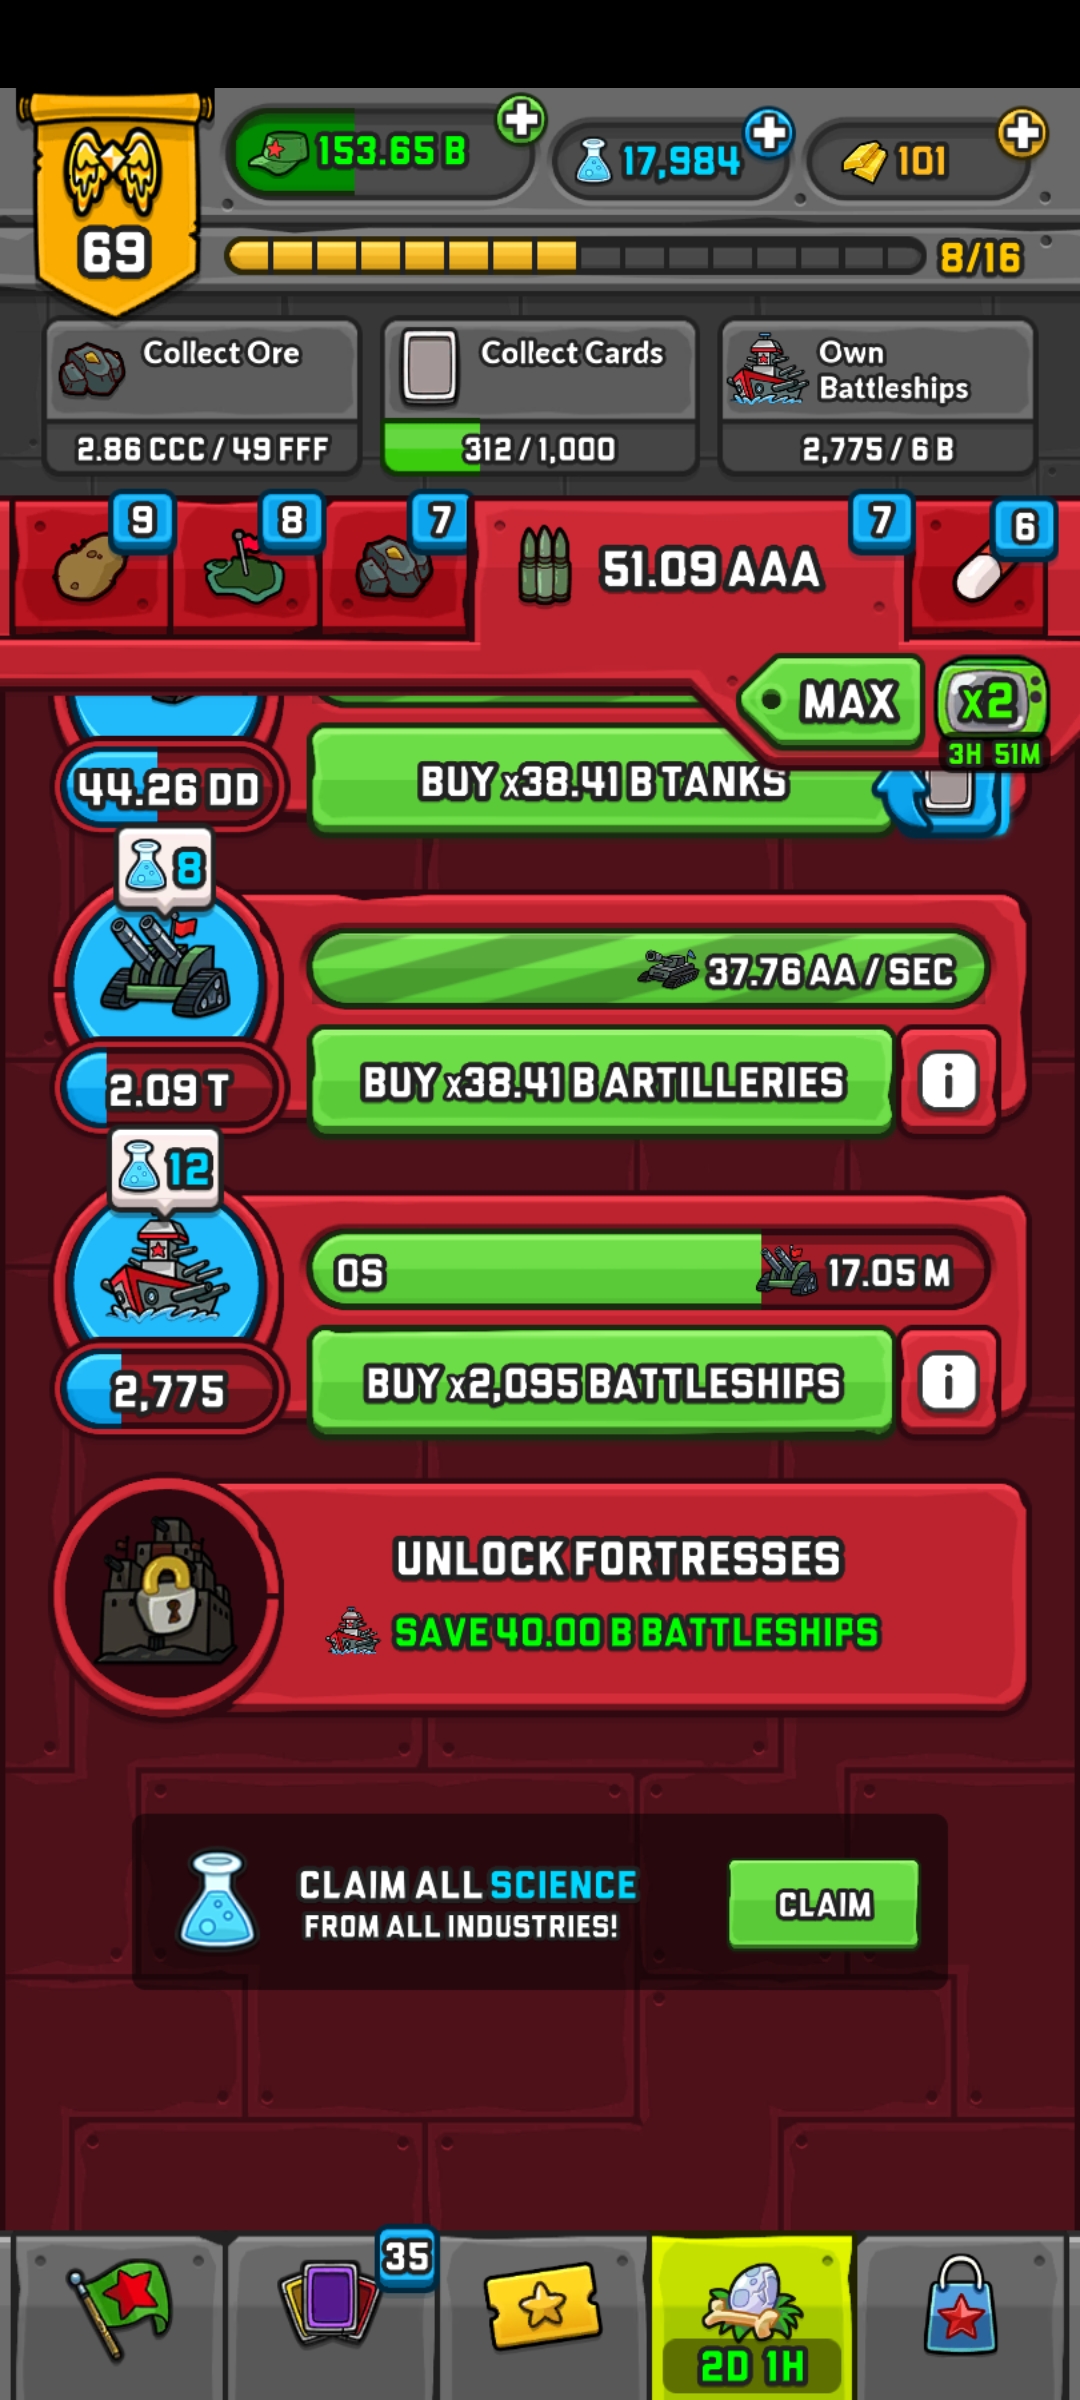 69
153.65 B
17,984
101
8/16
Collect Ore
2.86 CCC / 49 FFF
Collect Cards
312 / 1,000
Own
Battleships
2,775 / 6 B
9
8
7
51.09 AAA
7
6
MAX
x2
3H 51M
44.26 DD
BUY x38.41 B TANKS
8
37.76 AA / SEC
2.09 T
BUY x38.41 B ARTILLERIES
i
12
0S
17.05 M
2,775
BUY x2,095 BATTLESHIPS
i
UNLOCK FORTRESSES
SAVE 40.00 B BATTLESHIPS
CLAIM ALL SCIENCE
FROM ALL INDUSTRIES!
CLAIM
35
2D 1H